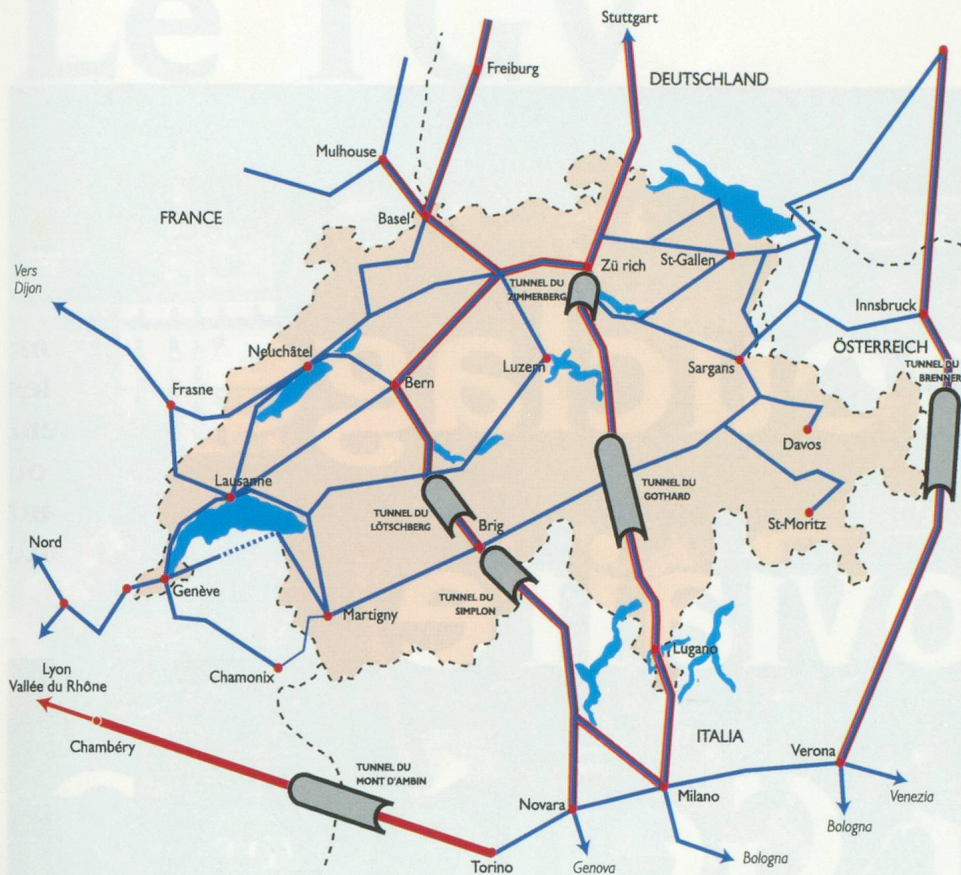 Le TGV
Stuttgart
Freiburg
DEUTSCHLAND
Mulhouse
FRANCE
Basel
Vers
Dijon
Zü rich
St-Gallen
TUNNEL DU
ZIMMERBERG
Innsbruck
Neuchâtel
ÖSTERREICH
Frasne
Bern
Luzern
Sargans
TUNNEL DU
BRENNER
Davos
Lausanne
TUNNEL DU
GOTHARD
TUNNEL DU
LÖTSCHBERG
Brig
St-Moritz
Nord
Genève
TUNNEL DU
SIMPLON
Martigny
Lugano
Chamonix
Lyon
Vallée du Rhône
ITALIA
Chambéry
Verona
TUNNEL DU
MONT D'AMBIN
Novara
Milano
Venezia
Bologna
Torino
Genova
Bologna